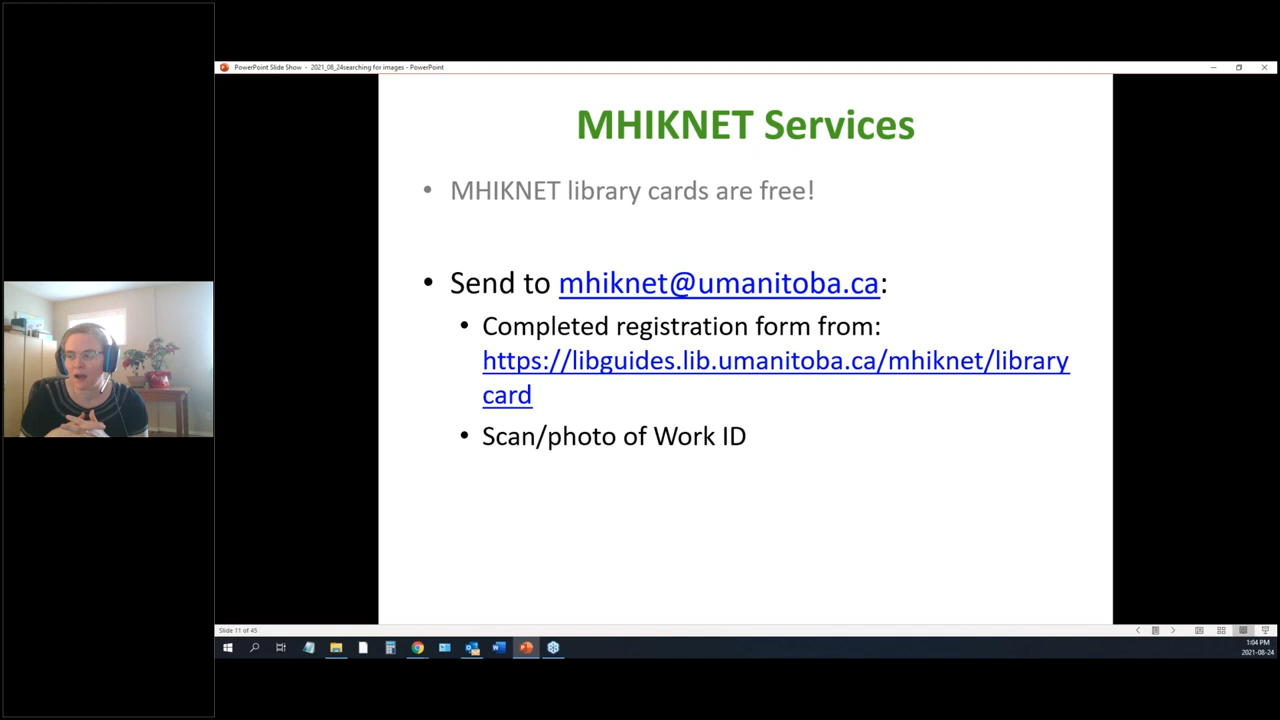 PowerPoint Slide Show - 2021_08_24searching for images - PowerPoint
MHIKNET Services
• MHIKNET library cards are free!
• Send to mhiknet@umanitoba.ca:
• Completed registration form from:
https://libguides.lib.umanitoba.ca/mhiknet/library
card
• Scan/photo of Work ID
Slide 11 of 45
1:04 PM
2021-08-24